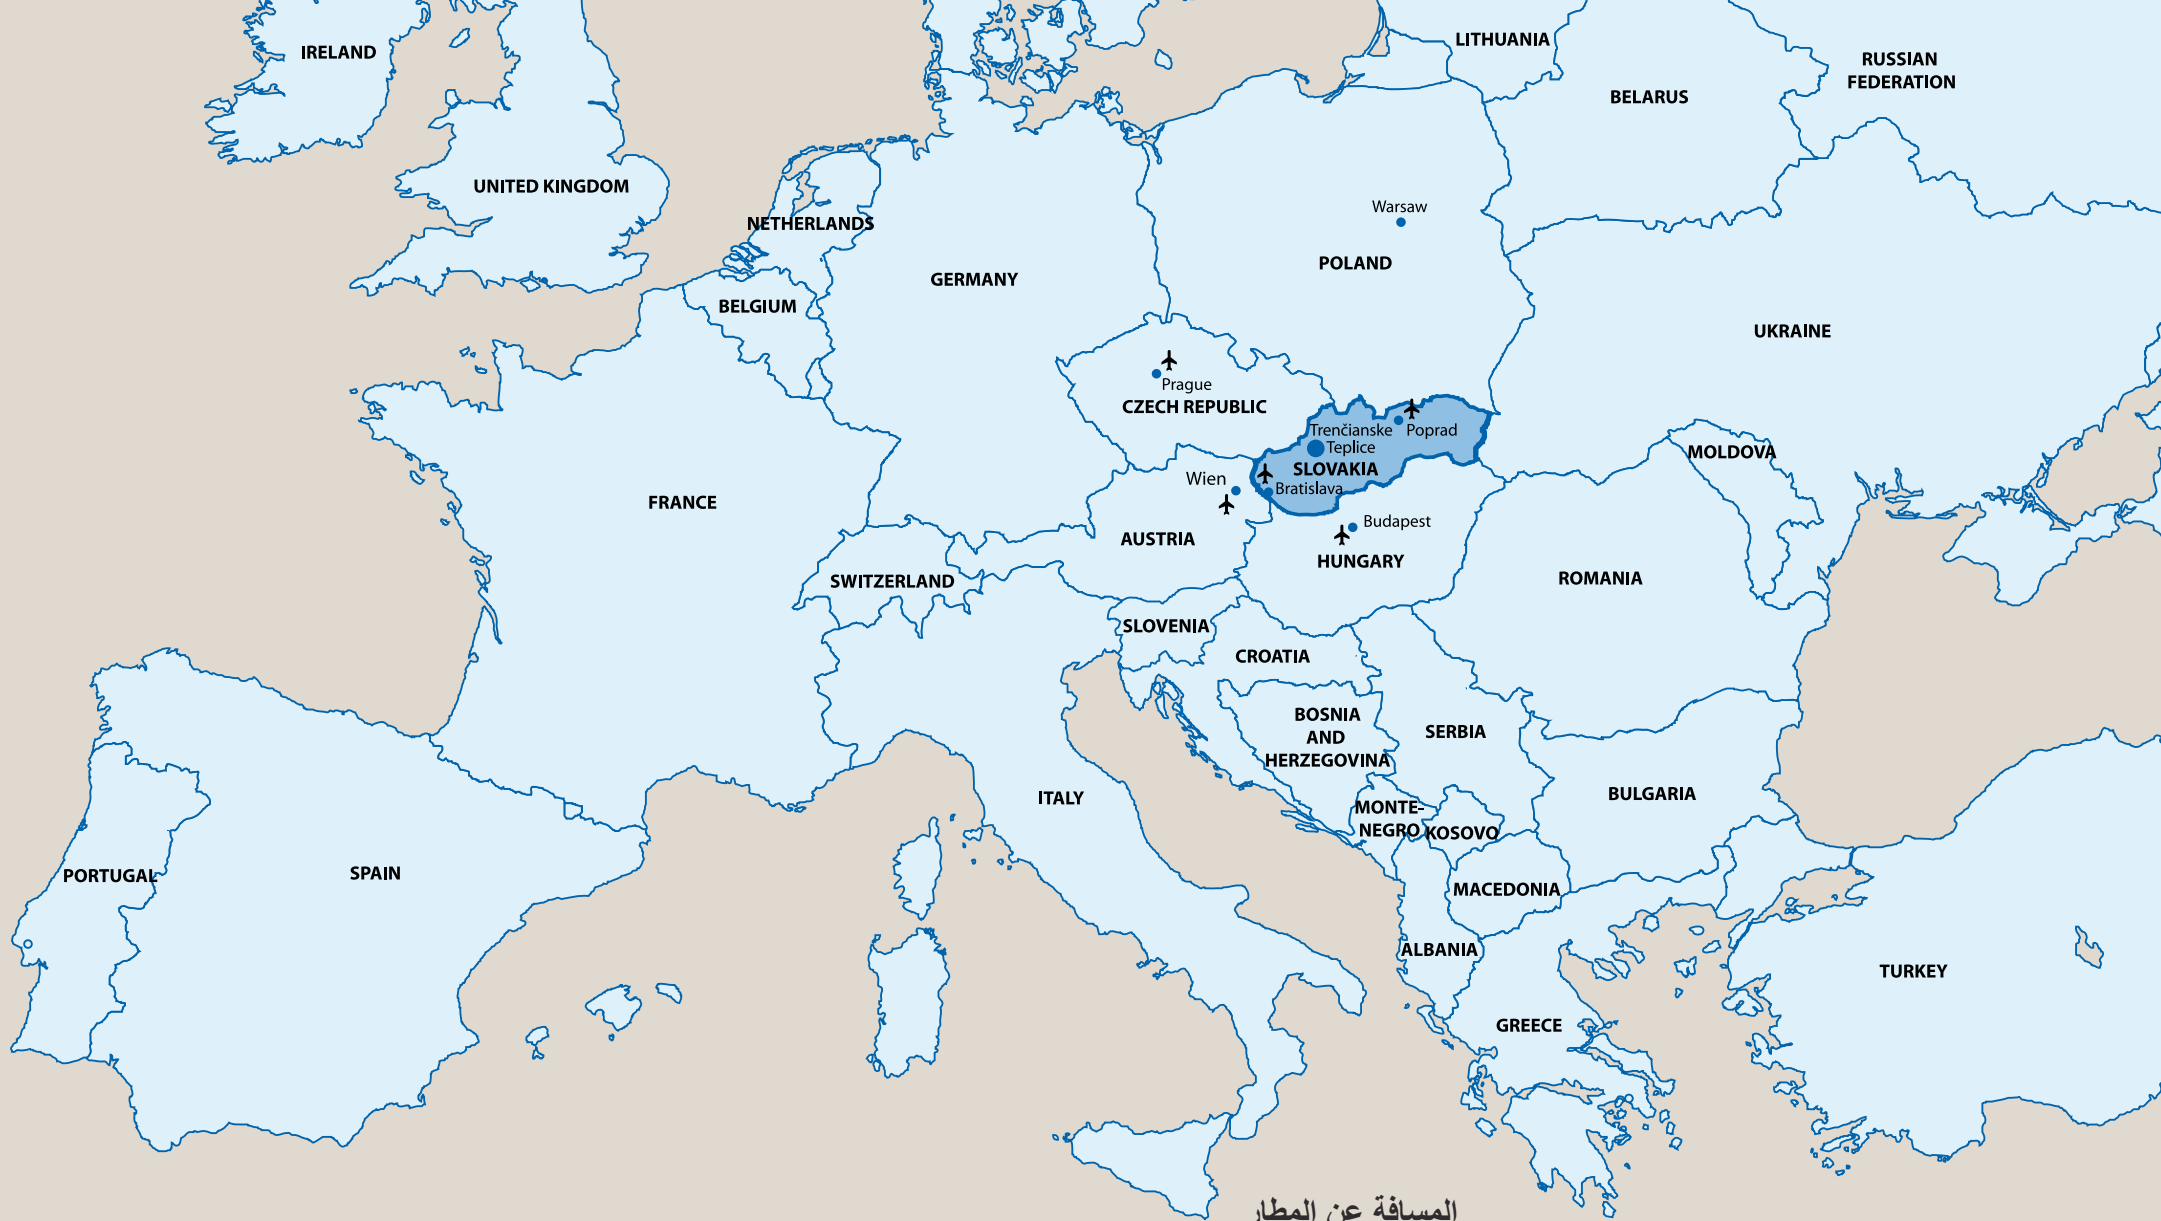 IRELAND
LITHUANIA
RUSSIAN
FEDERATION
BELARUS
UNITED KINGDOM
NETHERLANDS
Warsaw
POLAND
GERMANY
BELGIUM
UKRAINE
Prague
CZECH REPUBLIC
Trenčianske
Teplice
Poprad
SLOVAKIA
Bratislava
MOLDOVA
Wien
FRANCE
Budapest
AUSTRIA
HUNGARY
SWITZERLAND
ROMANIA
SLOVENIA
CROATIA
BOSNIA
AND
HERZEGOVINA
SERBIA
ITALY
BULGARIA
MONTE-
NEGRO
KOSOVO
PORTUGAL
SPAIN
MACEDONIA
ALBANIA
TURKEY
GREECE
المسافة عن المطار